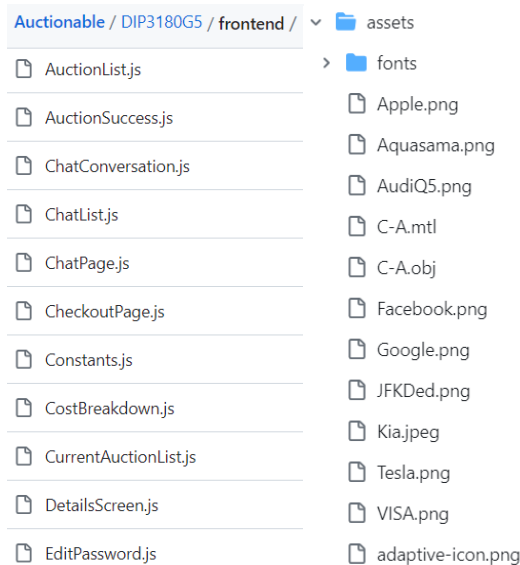 Auctionable / DIP3180G5 / frontend /
AuctionList.js
AuctionSuccess.js
ChatConversation.js
ChatList.js
ChatPage.js
CheckoutPage.js
Constants.js
CostBreakdown.js
CurrentAuctionList.js
DetailsScreen.js
EditPassword.js
assets
fonts
Apple.png
Aquasama.png
AudiQ5.png
C-A.mtl
C-A.obj
Facebook.png
Google.png
JFKDed.png
Kia.jpeg
Tesla.png
VISA.png
adaptive-icon.png